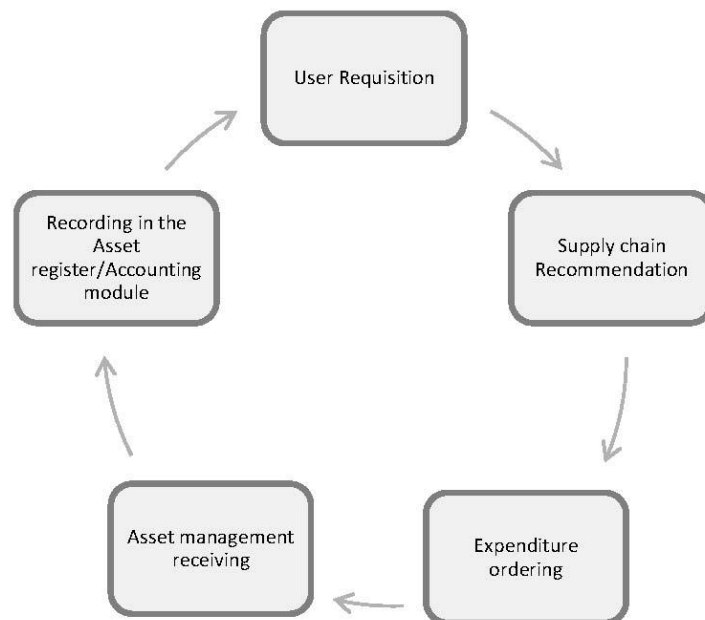 User Requisition
Supply chain
Recommendation
Expenditure
ordering
Asset management
receiving
Recording in the
Asset
register/Accounting
module